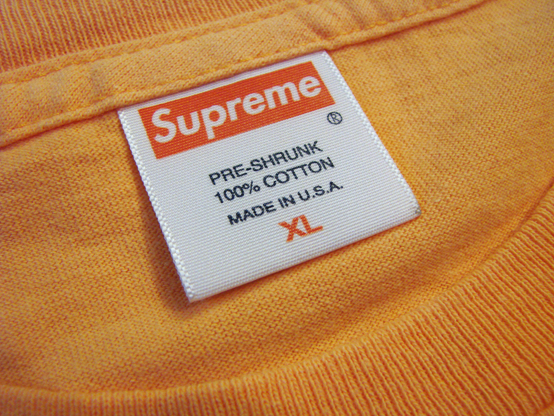 Supreme
®
PRE-SHRUNK
100% COTTON
MADE IN U.S.A.
XL